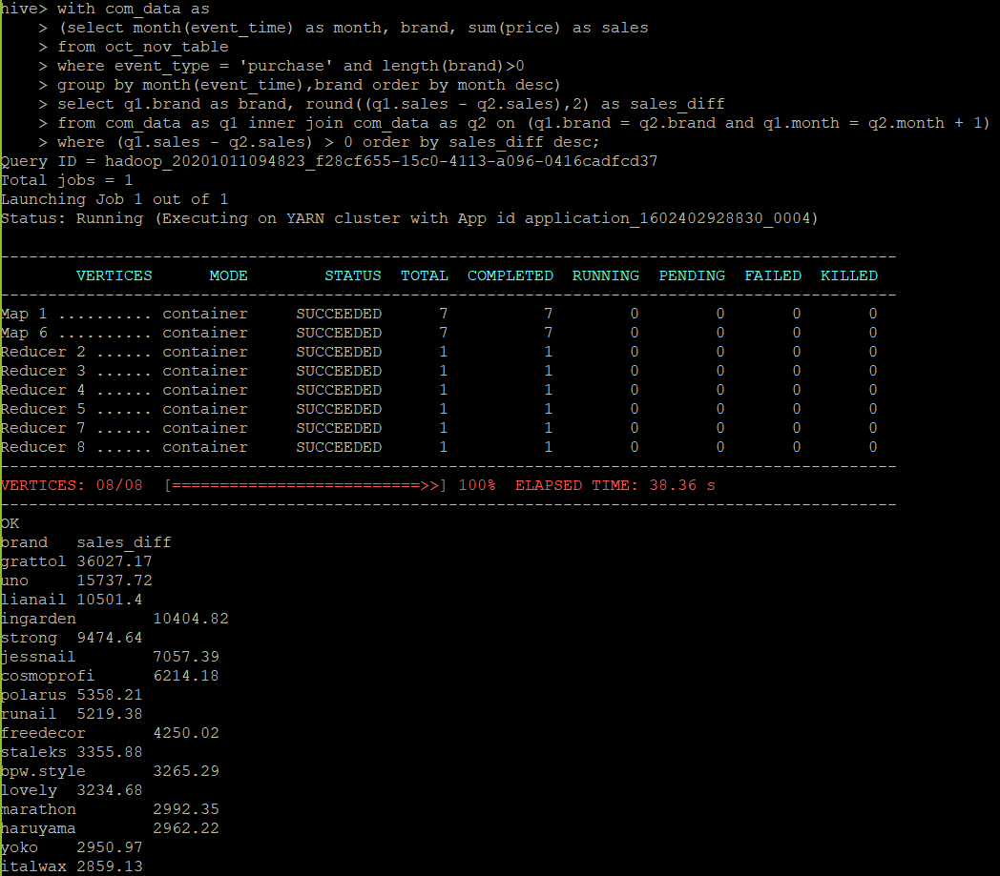 hive> with com_data as
    > (select month(event_time) as month, brand, sum(price) as sales
    > from oct_nov_table
    > where event_type = 'purchase' and length(brand)>0
    > group by month(event_time),brand order by month desc)
    > select q1.brand as brand, round((q1.sales - q2.sales),2) as sales_diff
    > from com_data as q1 inner join com_data as q2 on (q1.brand = q2.brand and q1.month = q2.month + 1)
    > where (q1.sales - q2.sales) > 0 order by sales_diff desc;
Query ID = hadoop_20201011094823_f28cf655-15c0-4113-a096-0416cadfcd37
Total jobs = 1
Launching Job 1 out of 1
Status: Running (Executing on YARN cluster with App id application_1602402928830_0004)

----------------------------------------------------------------------------------------------
        VERTICES      MODE        STATUS  TOTAL  COMPLETED  RUNNING  PENDING  FAILED  KILLED
----------------------------------------------------------------------------------------------
Map 1 .......... container     SUCCEEDED      7          7        0        0       0       0
Map 6 .......... container     SUCCEEDED      7          7        0        0       0       0
Reducer 2 ...... container     SUCCEEDED      1          1        0        0       0       0
Reducer 3 ...... container     SUCCEEDED      1          1        0        0       0       0
Reducer 4 ...... container     SUCCEEDED      1          1        0        0       0       0
Reducer 5 ...... container     SUCCEEDED      1          1        0        0       0       0
Reducer 7 ...... container     SUCCEEDED      1          1        0        0       0       0
Reducer 8 ...... container     SUCCEEDED      1          1        0        0       0       0
----------------------------------------------------------------------------------------------
VERTICES: 08/08  [==========================>>] 100%  ELAPSED TIME: 38.36 s
----------------------------------------------------------------------------------------------
OK
brand   sales_diff
grattol 36027.17
uno     15737.72
lianail 10501.4
ingarden        10404.82
strong  9474.64
jessnail        7057.39
cosmoprofi      6214.18
polarus 5358.21
runail  5219.38
freedecor       4250.02
staleks 3355.88
bpw.style       3265.29
lovely  3234.68
marathon        2992.35
haruyama        2962.22
yoko    2950.97
italwax 2859.13